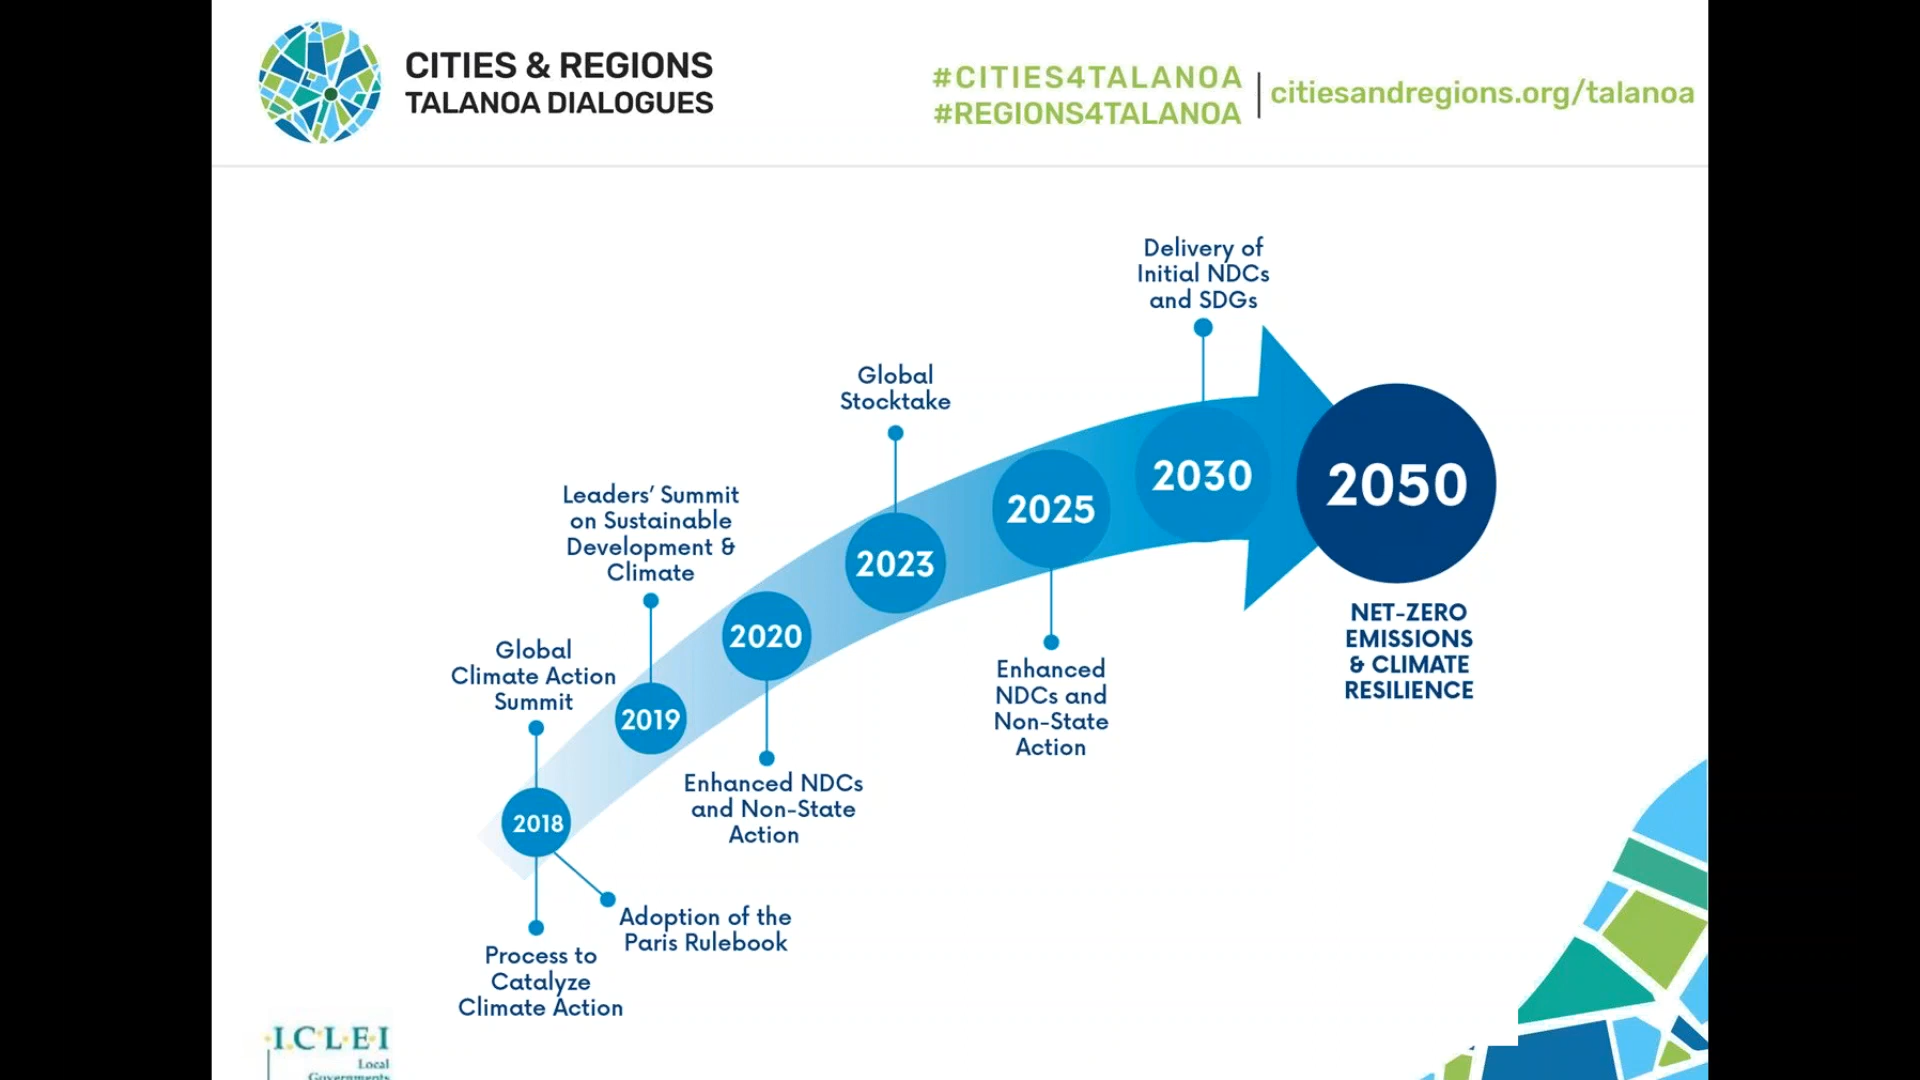 CITIES & REGIONS
TALANOA DIALOGUES
#CITIES4TALANOA
#REGIONS4TALANOA
citiesandregions.org/talanoa
Delivery of
Initial NDCs
and SDGs
Global
Stocktake
Leaders’ Summit
on Sustainable
Development &
Climate
Global
Climate Action
Summit
2018
2019
2020
2023
2025
2030
2050
NET-ZERO
EMISSIONS
& CLIMATE
RESILIENCE
Enhanced
NDCs and
Non-State
Action
Enhanced NDCs
and Non-State
Action
Adoption of the
Paris Rulebook
Process to
Catalyze
Climate Action
I.C.L.E.I
Local
Governments